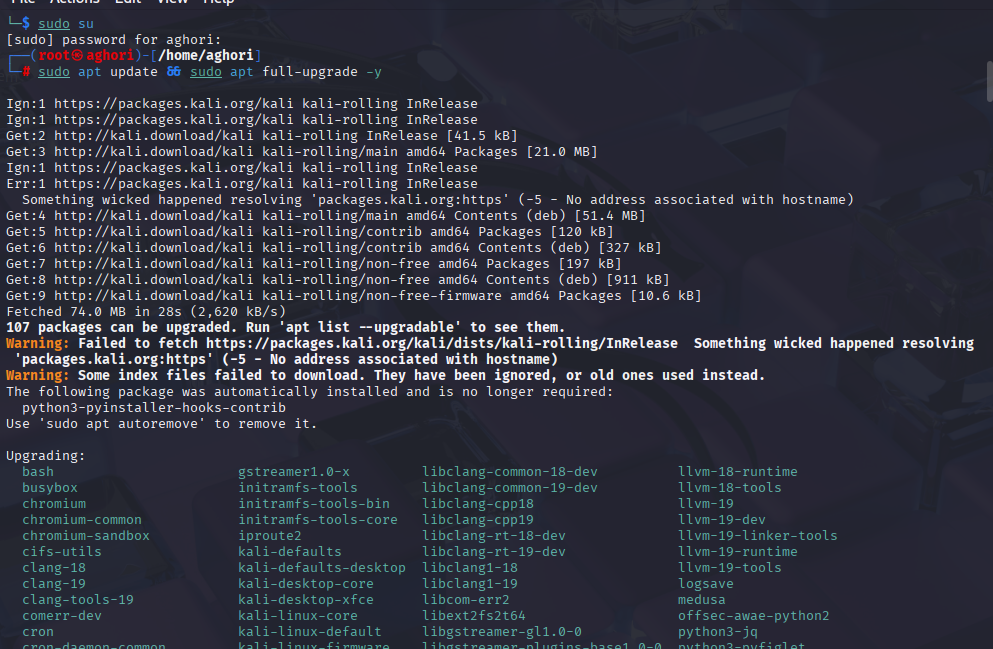 File Actions Edit View Help
└─$ sudo su
[sudo] password for aghori:
┌──(root㉿aghori)-[/home/aghori]
└─# sudo apt update && sudo apt full-upgrade -y
Ign:1 https://packages.kali.org/kali kali-rolling InRelease
Ign:1 https://packages.kali.org/kali kali-rolling InRelease
Get:2 http://kali.download/kali kali-rolling InRelease [41.5 kB]
Get:3 http://kali.download/kali kali-rolling/main amd64 Packages [21.0 MB]
Ign:1 https://packages.kali.org/kali kali-rolling InRelease
Err:1 https://packages.kali.org/kali kali-rolling InRelease
  Something wicked happened resolving 'packages.kali.org:https' (-5 - No address associated with hostname)
Get:4 http://kali.download/kali kali-rolling/main amd64 Contents (deb) [51.4 MB]
Get:5 http://kali.download/kali kali-rolling/contrib amd64 Packages [120 kB]
Get:6 http://kali.download/kali kali-rolling/contrib amd64 Contents (deb) [327 kB]
Get:7 http://kali.download/kali kali-rolling/non-free amd64 Packages [197 kB]
Get:8 http://kali.download/kali kali-rolling/non-free amd64 Contents (deb) [911 kB]
Get:9 http://kali.download/kali kali-rolling/non-free-firmware amd64 Packages [10.6 kB]
Fetched 74.0 MB in 28s (2,620 kB/s)
107 packages can be upgraded. Run 'apt list --upgradable' to see them.
Warning: Failed to fetch https://packages.kali.org/kali/dists/kali-rolling/InRelease  Something wicked happened resolving
 'packages.kali.org:https' (-5 - No address associated with hostname)
Warning: Some index files failed to download. They have been ignored, or old ones used instead.
The following package was automatically installed and is no longer required:
  python3-pyinstaller-hooks-contrib
Use 'sudo apt autoremove' to remove it.
Upgrading:
  bash gstreamer1.0-x libclang-common-18-dev llvm-18-runtime
  busybox initramfs-tools libclang-common-19-dev llvm-18-tools
  chromium initramfs-tools-bin libclang-cpp18 llvm-19
  chromium-common initramfs-tools-core libclang-cpp19 llvm-19-dev
  chromium-sandbox iproute2 libclang-rt-18-dev llvm-19-linker-tools
  cifs-utils kali-defaults libclang-rt-19-dev llvm-19-runtime
  clang-18 kali-defaults-desktop libclang1-18 llvm-19-tools
  clang-19 kali-desktop-core libclang1-19 logsave
  clang-tools-19 kali-desktop-xfce libcom-err2 medusa
  comerr-dev kali-linux-core libext2fs2t64 offsec-awae-python2
  cron kali-linux-default libgstreamer-gl1.0-0 python3-jq
  cron-daemon-common kali-linux-firmware libgstreamer-plugins-base1.0-0 python3-pyfiglet